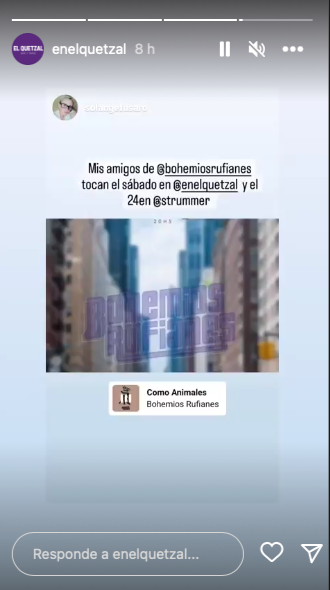 EL QUETZAL
enelquetzal 8 h
Mis amigos de @bohemiosrufianes
tocan el sábado en @enelquetzal y el
24en @strummer
Bohemios
Rufianes
Como Animales
Bohemios Rufianes
Responde a enelquetzal...